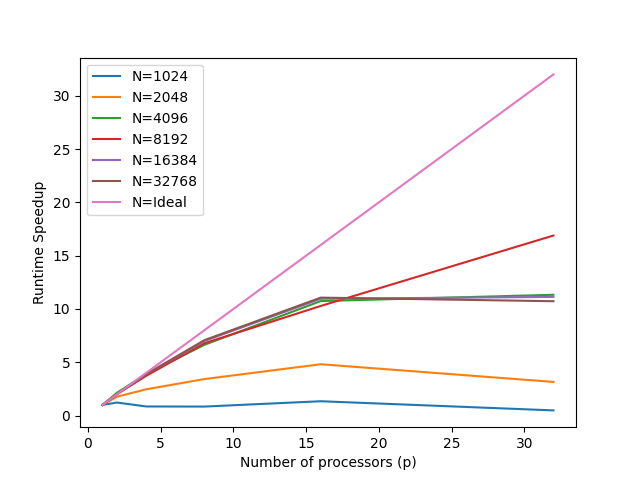 N=1024
N=2048
N=4096
N=8192
N=16384
N=32768
N=Ideal
30
25
20
15
10
5
0
Runtime Speedup
0 5 10 15 20 25 30
Number of processors (p)